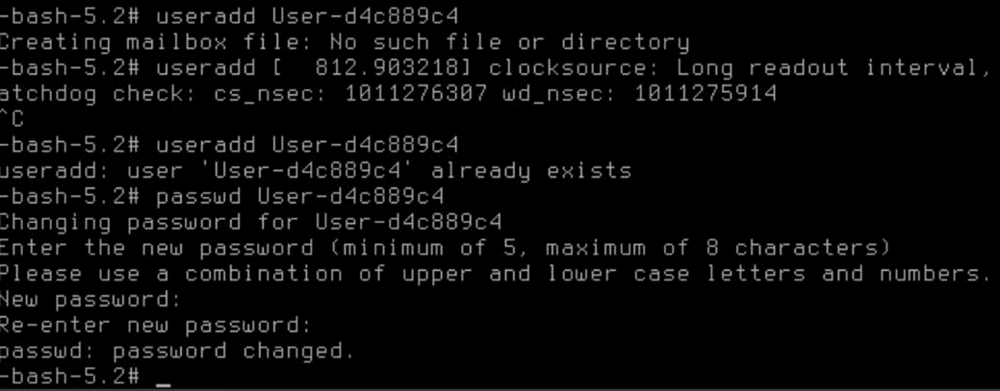 -bash-5.2# useradd User-d4c889c4
Creating mailbox file: No such file or directory
-bash-5.2# useradd [  812.903218] clocksource: Long readout interval,
atchdog check: cs_nsec: 1011276307 wd_nsec: 1011275914
^C
-bash-5.2# useradd User-d4c889c4
useradd: user 'User-d4c889c4' already exists
-bash-5.2# passwd User-d4c889c4
Changing password for User-d4c889c4
Enter the new password (minimum of 5, maximum of 8 characters)
Please use a combination of upper and lower case letters and numbers.
New password:
Re-enter new password:
passwd: password changed.
-bash-5.2# _